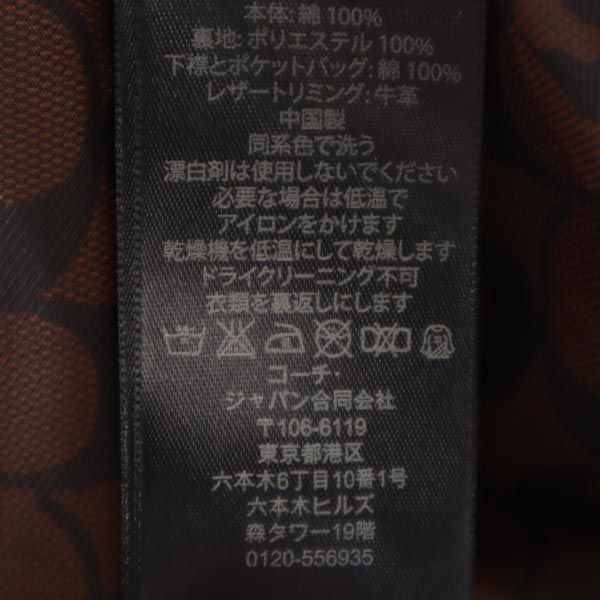 本体: 綿 100%
裏地: ポリエステル 100%
下襟とポケットバッグ: 綿 100%
レザートリミング: 牛革
中国製
同系色で洗う
漂白剤は使用しないでください
必要な場合は低温で
アイロンをかけます
乾燥機を低温にして乾燥します
ドライクリーニング不可
衣類を裏返しにします
コーチ・
ジャパン合同会社
〒106-6119
東京都港区
六本木6丁目10番1号
六本木ヒルズ
森タワー19階
0120-556935